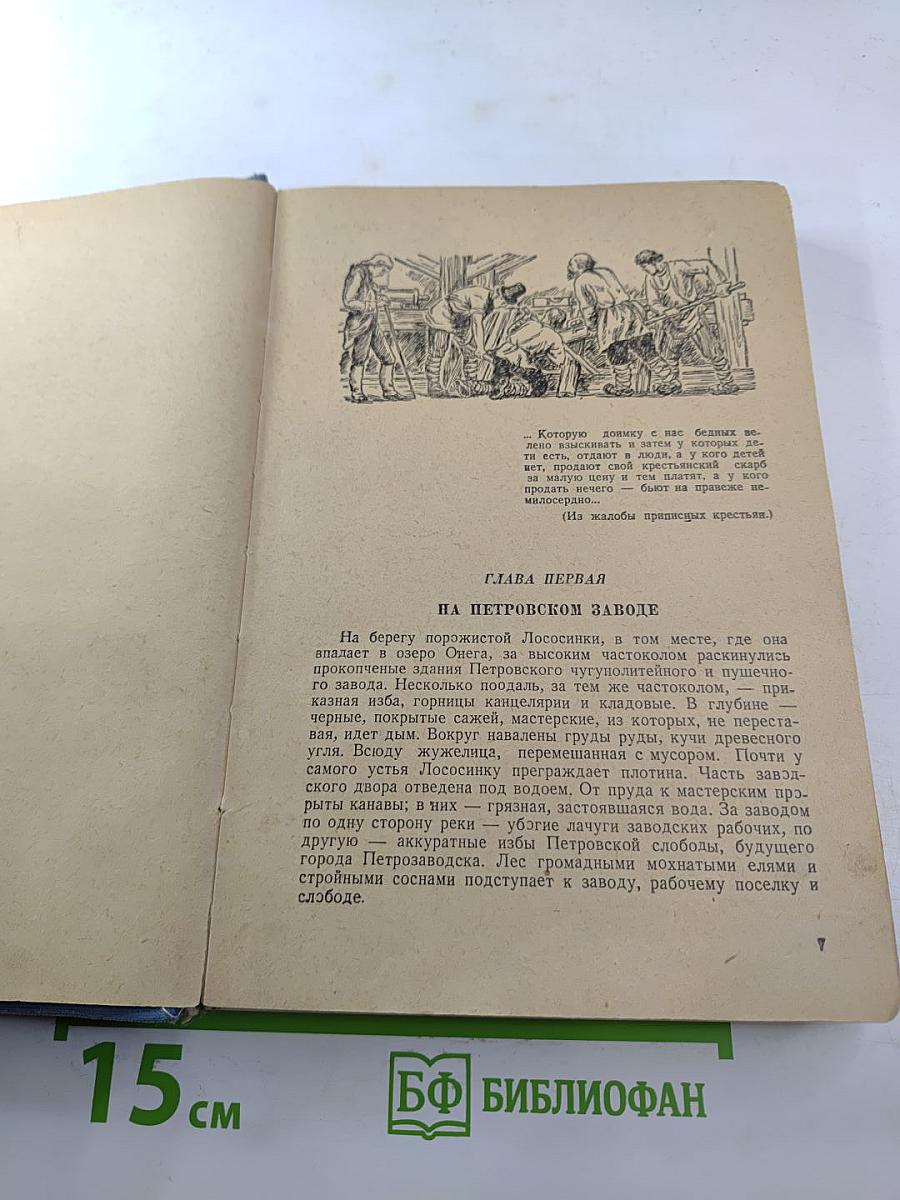 ... Которую доимку с нас бедных ве-
лено взыскивать и затем у которых де-
ти есть, отдают в люди, а у кого детей
нет, продают свой крестьянский скарб
за малую цену и тем платят, а у кого
продать нечего — бьют на правеже не-
милосердно...
(Из жалобы приписных крестьян.)
ГЛАВА ПЕРВАЯ
НА ПЕТРОВСКОМ ЗАВОДЕ
На берегу порожистой Лососинки, в том месте, где она
впадает в озеро Онега, за высоким частоколом раскинулись
прокопченые здания Петровского чугунолитейного и пушечно-
го завода. Несколько поодаль, за тем же частоколом, — при-
казная изба, горницы канцелярии и кладовые. В глубине —
черные, покрытые сажей, мастерские, из которых, не переста-
вая, идет дым. Вокруг навалены груды руды, кучи древесного
угля. Всюду жужелица, перемешанная с мусором. Почти у
самого устья Лососинку преграждает плотина. Часть завод-
ского двора отведена под водоем. От пруда к мастерским про-
рыты канавы; в них — грязная, застоявшаяся вода. За заводом
по одну сторону реки — убогие лачуги заводских рабочих, по
другую — аккуратные избы Петровской слободы, будущего
города Петрозаводска. Лес громадными мохнатыми елями и
стройными соснами подступает к заводу, рабочему поселку и
слободе.
7
15 см
БФ БИБЛИОФАН